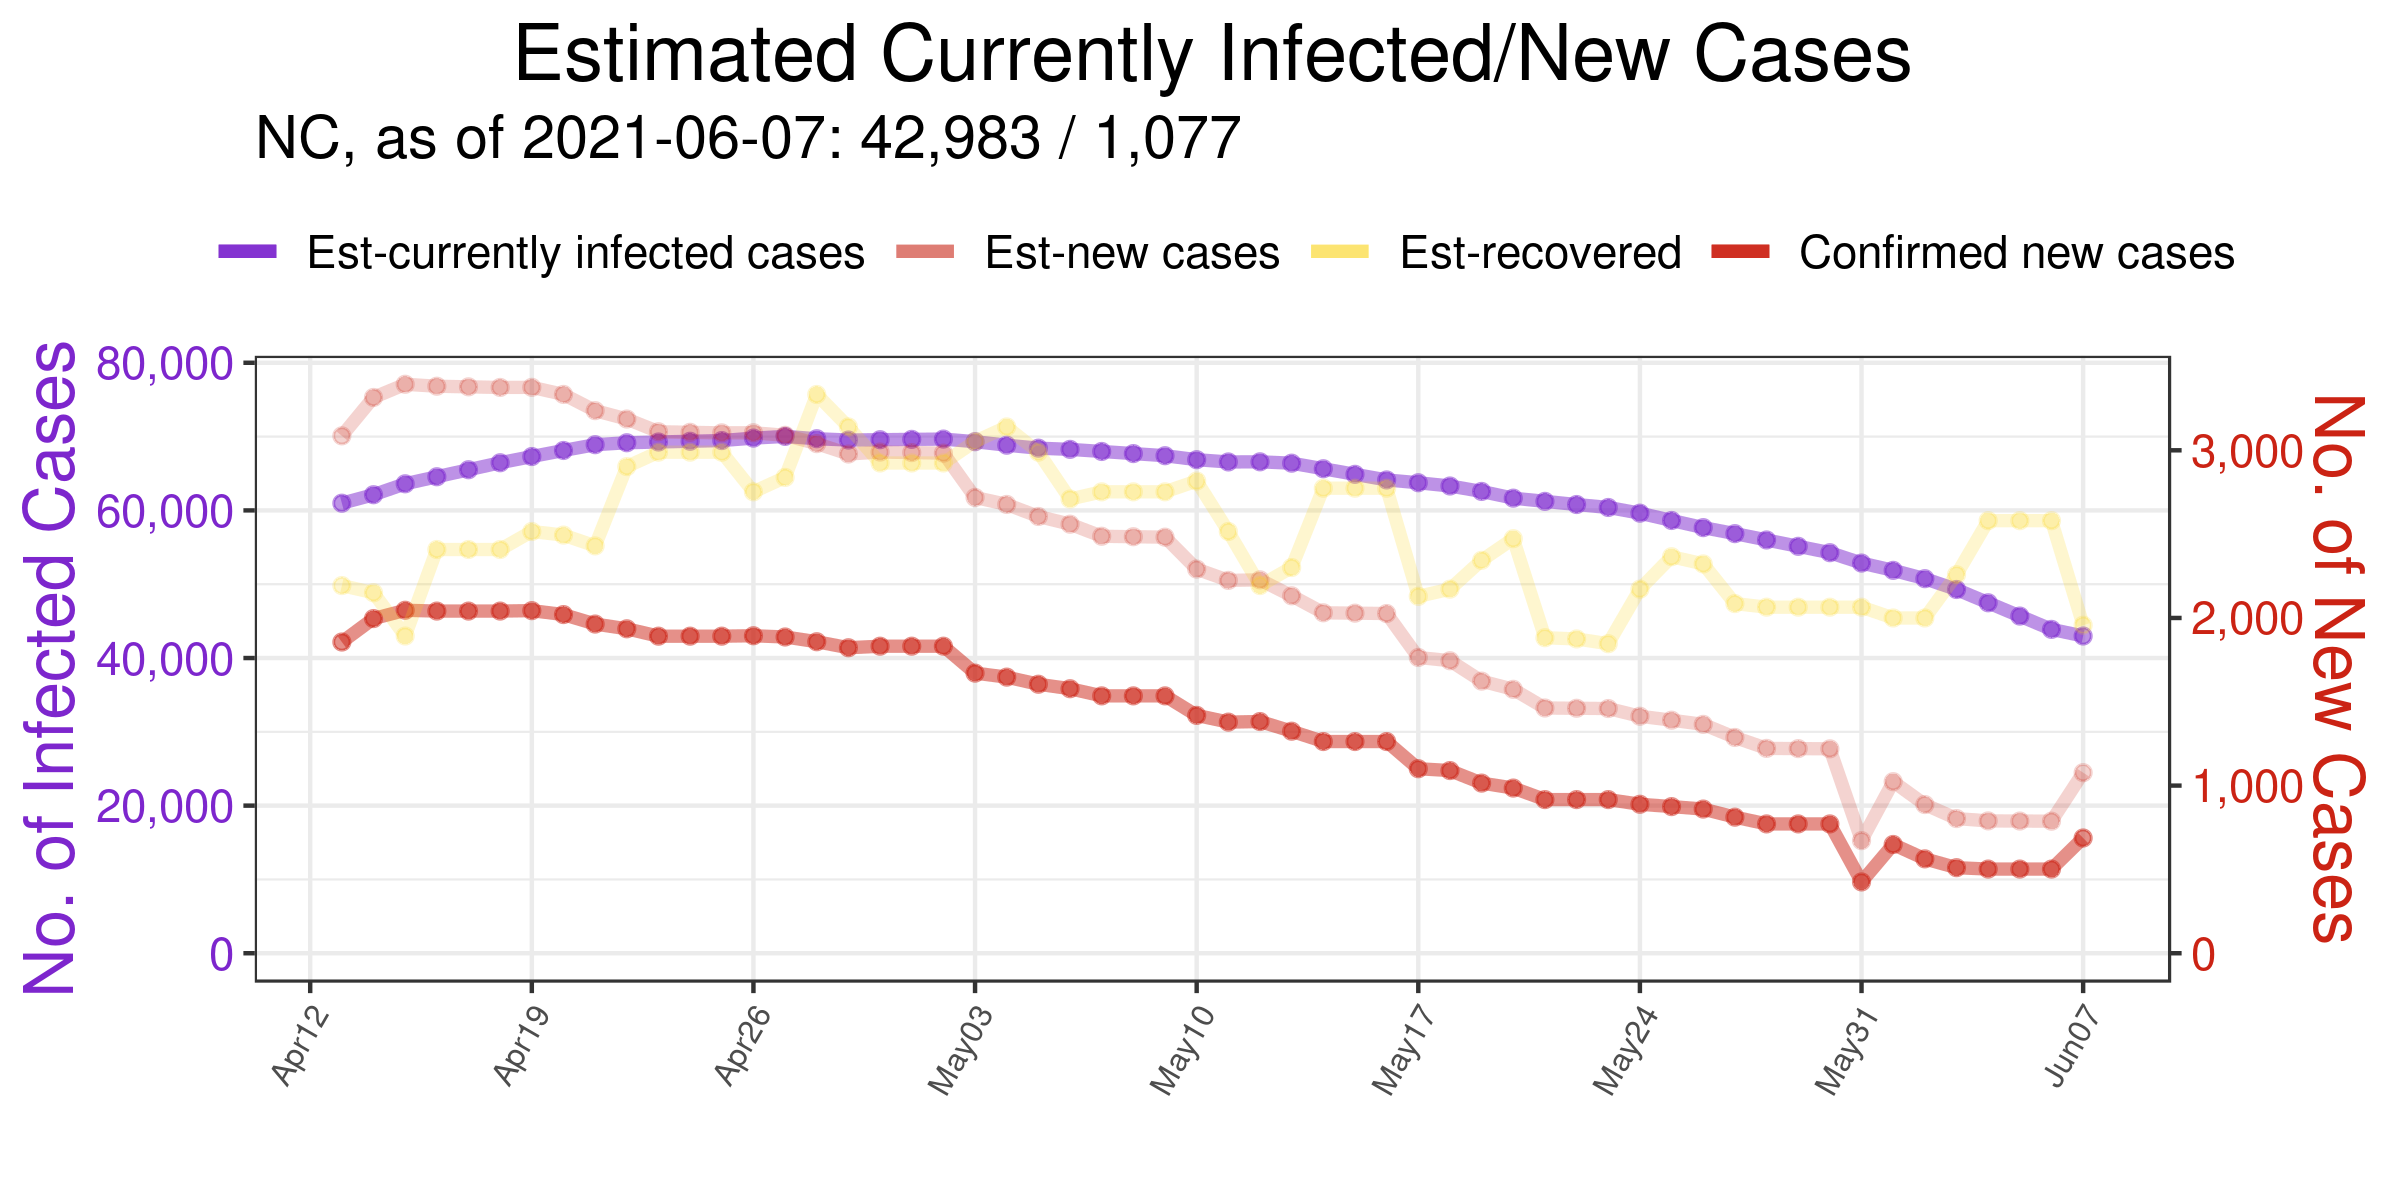 Estimated Currently Infected/New Cases
NC, as of 2021-06-07: 42,983 / 1,077
Est-currently infected cases Est-new cases Est-recovered Confirmed new cases
No. of Infected Cases
80,000
60,000
40,000
20,000
0
3,000
2,000
1,000
0
No. of New Cases
Apr12 Apr19 Apr26 May03 May10 May17 May24 May31 Jun07